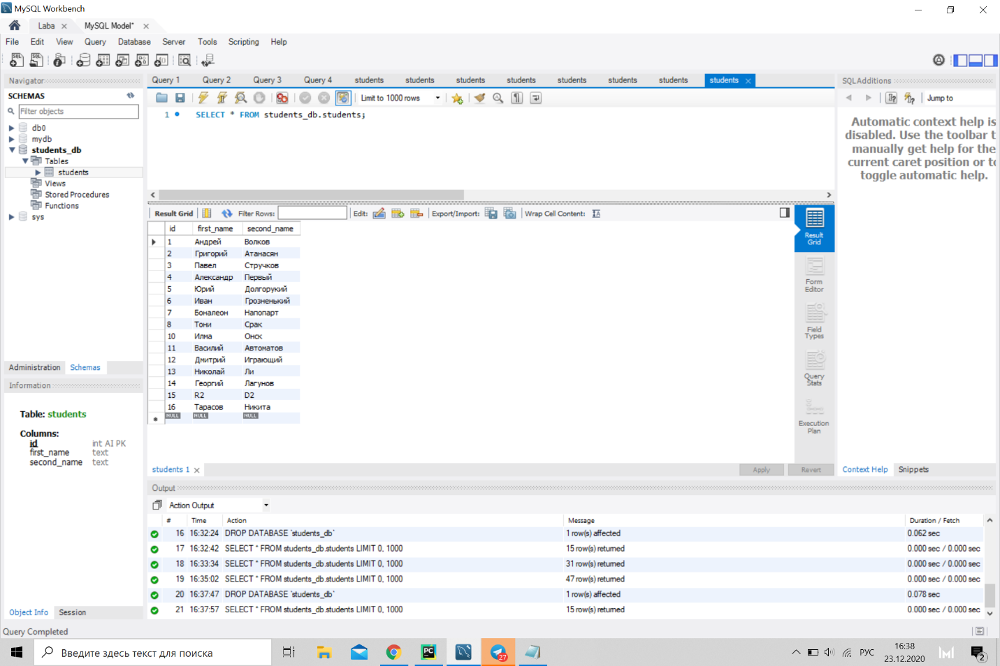 MySQL Workbench
Laba MySQL Model*
File Edit View Query Database Server Tools Scripting Help
Navigator
SCHEMAS
Filter objects
db0
mydb
students_db
Tables
students
Views
Stored Procedures
Functions
sys
Administration Schemas
Information
Table: students
Columns:
id int AI PK
first_name text
second_name text
Object Info Session
Query Completed
Query 1 Query 2 Query 3 Query 4 students students students students students students students students
Limit to 1000 rows
1 SELECT * FROM students_db.students;
Result Grid Filter Rows: Edit: Export/Import: Wrap Cell Content:
id first_name second_name
1 Андрей Волков
2 Григорий Атанасян
3 Павел Стручков
4 Александр Первый
5 Юрий Долгорукий
6 Иван Грозненький
7 Боналеон Напопарт
8 Тони Срак
10 Илма Онск
11 Василий Автоматов
12 Дмитрий Играющий
13 Николай Ли
14 Георгий Лагунов
15 R2 D2
16 Тарасов Никита
NULL NULL NULL
Result
Grid
Form
Editor
Field
Types
Query
Stats
Execution
Plan
students 1 Apply Revert
SQLAdditions
Jump to
Automatic context help is
disabled. Use the toolbar t
manually get help for the
current caret position or to
toggle automatic help.
Context Help Snippets
Output
Action Output
# Time Action Message Duration / Fetch
16 16:32:24 DROP DATABASE `students_db` 1 row(s) affected 0.062 sec
17 16:32:42 SELECT * FROM students_db.students LIMIT 0, 1000 15 row(s) returned 0.000 sec / 0.000 sec
18 16:33:34 SELECT * FROM students_db.students LIMIT 0, 1000 31 row(s) returned 0.000 sec / 0.000 sec
19 16:35:02 SELECT * FROM students_db.students LIMIT 0, 1000 47 row(s) returned 0.000 sec / 0.000 sec
20 16:37:47 DROP DATABASE `students_db` 1 row(s) affected 0.078 sec
21 16:37:57 SELECT * FROM students_db.students LIMIT 0, 1000 15 row(s) returned 0.000 sec / 0.000 sec
Введите здесь текст для поиска
PC
27
РУС
16:38
23.12.2020
2